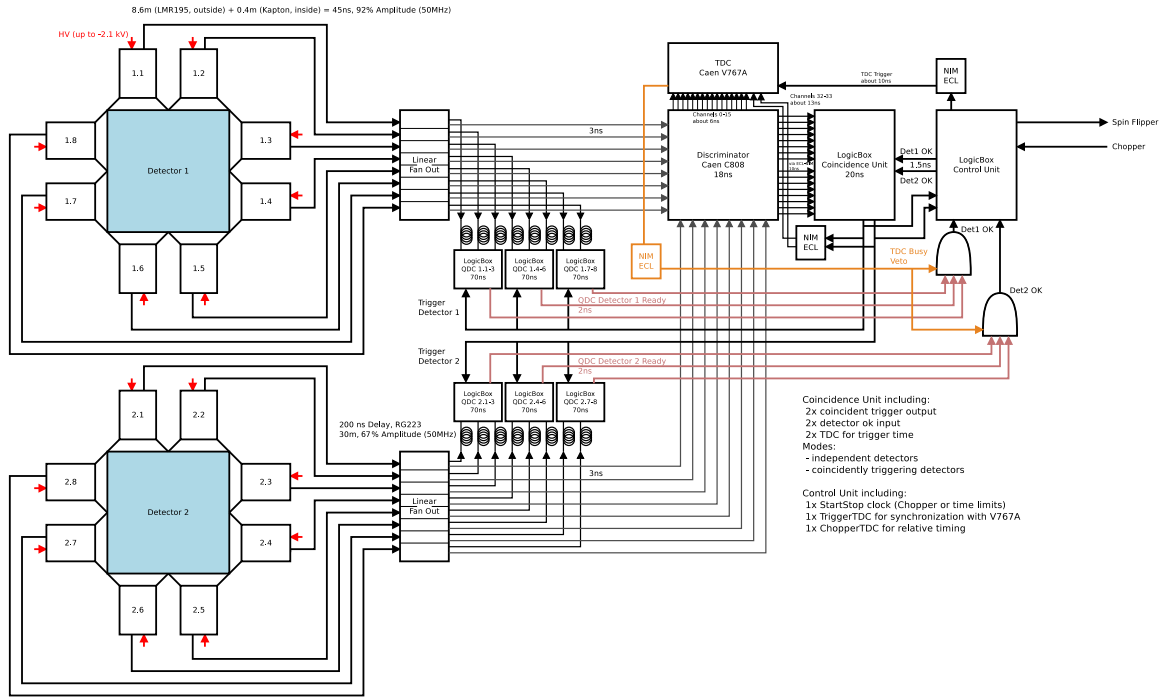 8.6m (LMR195, outside) + 0.4m (Kapton, inside) = 45ns, 92% Amplitude (50MHz)
HV (up to -2.1 kV)
1.1
1.2
1.8
1.3
Detector 1
1.7
1.4
1.6
1.5
Linear
Fan Out
3ns
TDC
Caen V767A
Channels 0-15
about 6ns
Channels 32-33
about 13ns
TDC Trigger
about 10ns
NIM
ECL
Discriminator
Caen C808
18ns
LogicBox
Coincidence Unit
20ns
Det1 OK
1.5ns
Det2 OK
LogicBox
Control Unit
Spin Flipper
Chopper
NIM
ECL
NIM
ECL
TDC Busy
Veto
Det1 OK
Det2 OK
LogicBox
QDC 1.1-3
70ns
LogicBox
QDC 1.4-6
70ns
LogicBox
QDC 1.7-8
70ns
Trigger
Detector 1
QDC Detector 1 Ready
2ns
Trigger
Detector 2
QDC Detector 2 Ready
2ns
LogicBox
QDC 2.1-3
70ns
LogicBox
QDC 2.4-6
70ns
LogicBox
QDC 2.7-8
70ns
200 ns Delay, RG223
30m, 67% Amplitude (50MHz)
2.1
2.2
2.8
2.3
Detector 2
2.7
2.4
2.6
2.5
Linear
Fan Out
3ns
Coincidence Unit including:
2x coincident trigger output
2x detector ok input
2x TDC for trigger time
Modes:
- independent detectors
- coincidently triggering detectors
Control Unit including:
1x StartStop clock (Chopper or time limits)
1x TriggerTDC for synchronization with V767A
1x ChopperTDC for relative timing